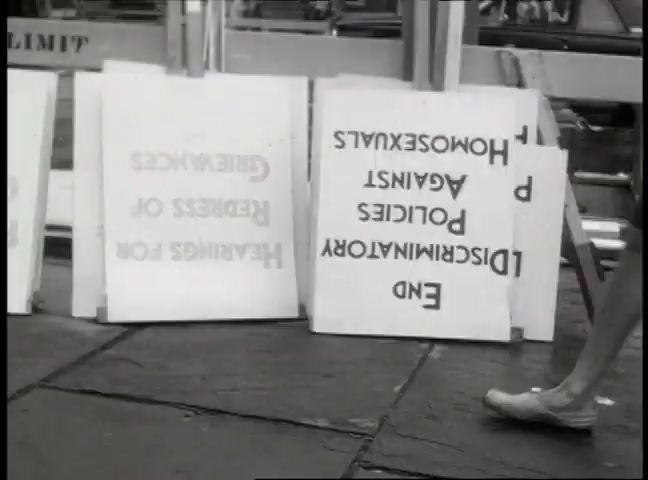 LIMIT
HEARINGS FOR
REDRESS OF
GRIEVANCES
END
DISCRIMINATORY
POLICIES
AGAINST
HOMOSEXUALS